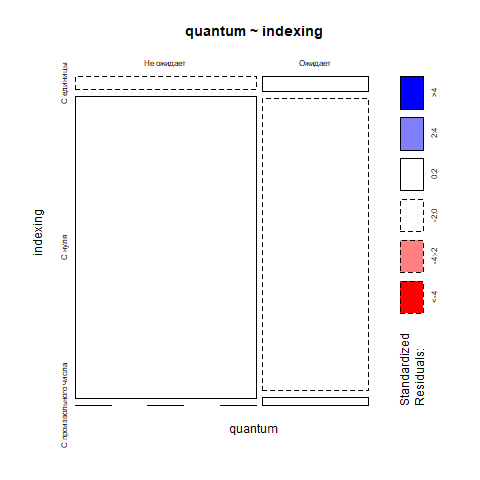 quantum ~ indexing
Не ожидает
Ожидает
С единицы
С нуля
С произвольного числа
indexing
quantum
>4
2:4
0:2
-2:0
-4:-2
<-4
Standardized
Residuals: